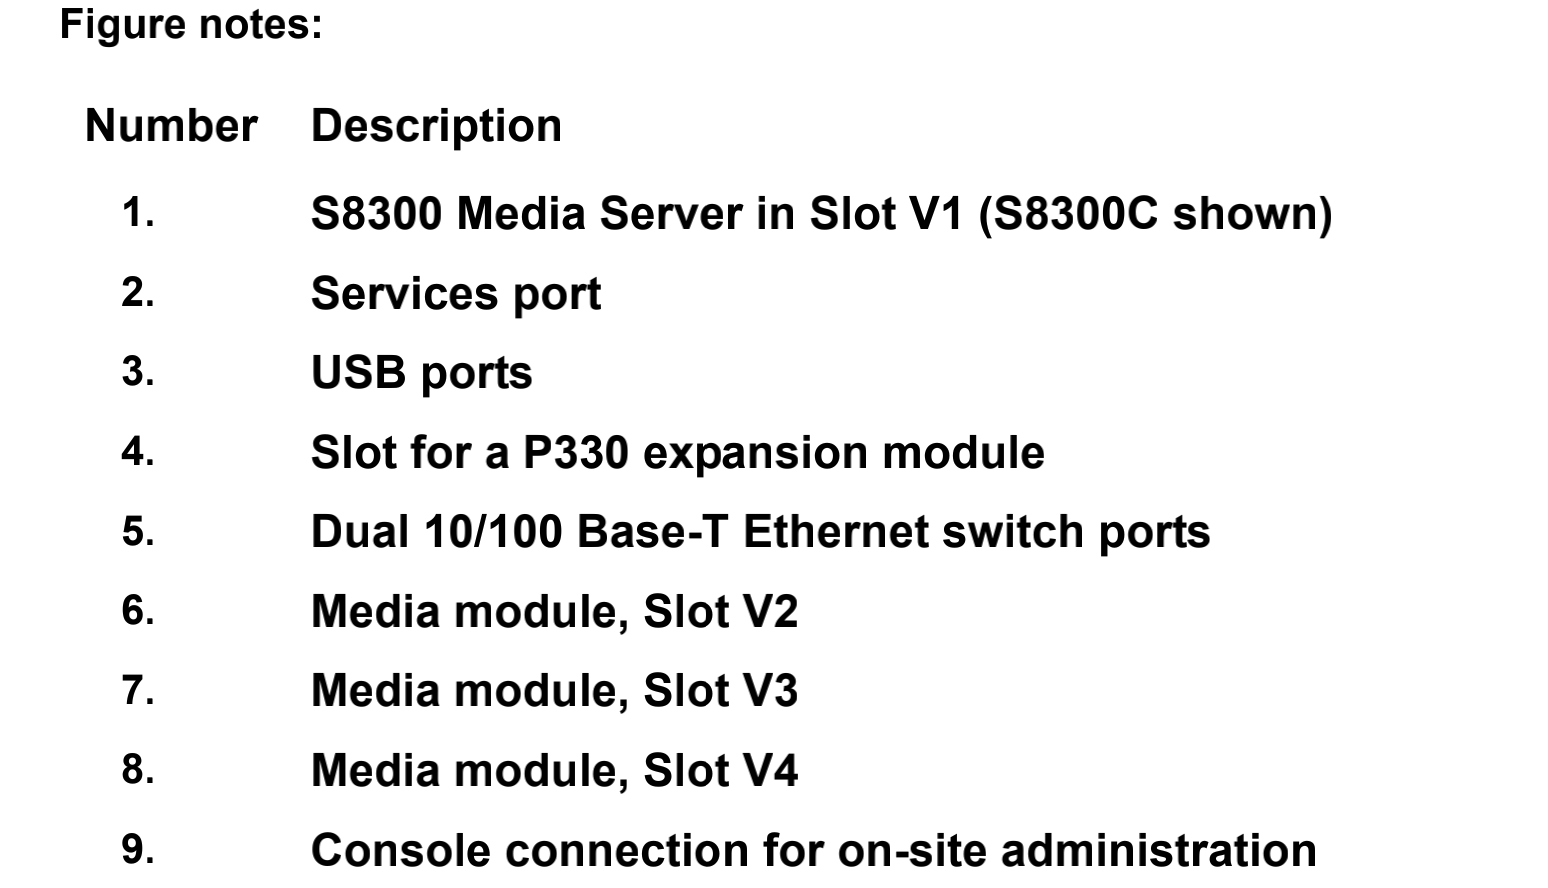 Figure notes:
Number Description
1. S8300 Media Server in Slot V1 (S8300C shown)
2. Services port
3. USB ports
4. Slot for a P330 expansion module
5. Dual 10/100 Base-T Ethernet switch ports
6. Media module, Slot V2
7. Media module, Slot V3
8. Media module, Slot V4
9. Console connection for on-site administration